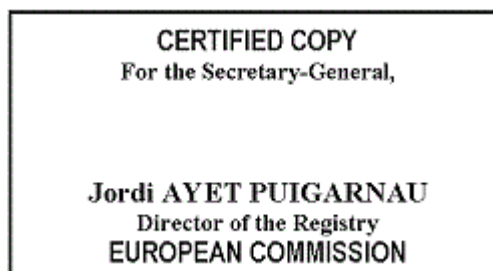 CERTIFIED COPY
For the Secretary-General,
Jordi AYET PUIGARNAU
Director of the Registry
EUROPEAN COMMISSION